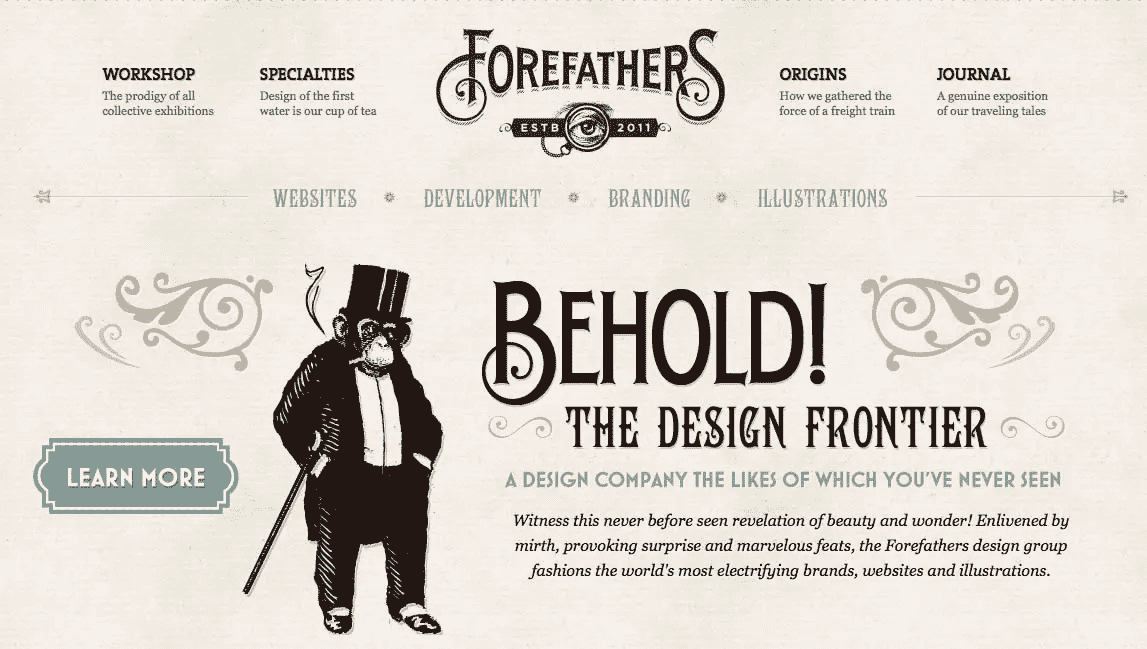 WORKSHOP
The prodigy of all
collective exhibitions
SPECIALTIES
Design of the first
water is our cup of tea
FOREFATHERS
ESTB 2011
ORIGINS
How we gathered the
force of a freight train
JOURNAL
A genuine exposition
of our traveling tales
WEBSITES DEVELOPMENT BRANDING ILLUSTRATIONS
BEHOLD!
THE DESIGN FRONTIER
LEARN MORE
A DESIGN COMPANY THE LIKES OF WHICH YOU'VE NEVER SEEN
Witness this never before seen revelation of beauty and wonder! Enlivened by
mirth, provoking surprise and marvelous feats, the Forefathers design group
fashions the world's most electrifying brands, websites and illustrations.